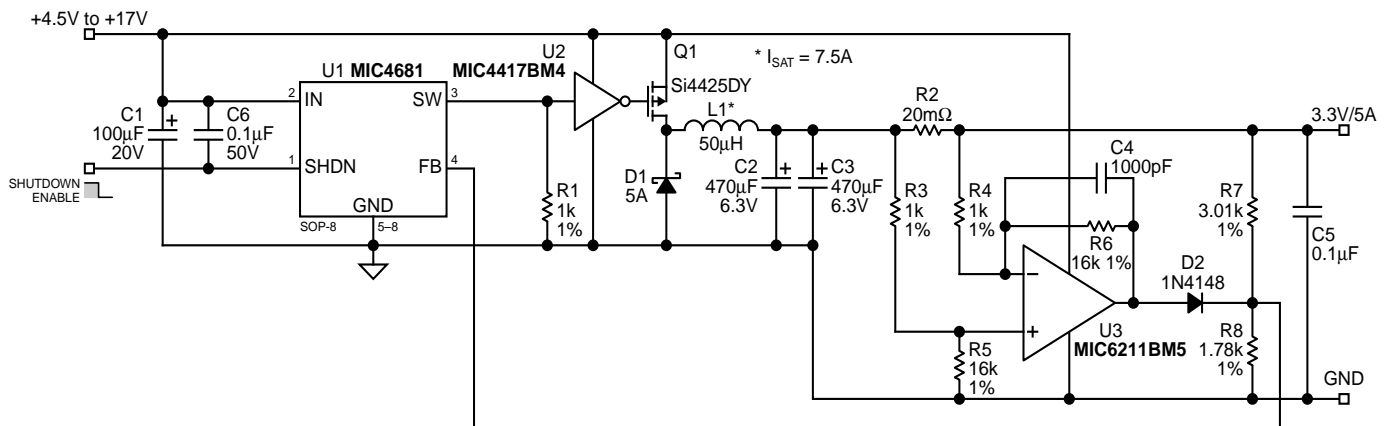 +4.5V to +17V
U1 MIC4681
2
IN
SW
3
1
SHDN
FB
4
GND
SOP-8
5–8
C1
100µF
20V
C6
0.1µF
50V
SHUTDOWN
ENABLE
U2
MIC4417BM4
R1
1k
1%
Q1
Si4425DY
* ISAT = 7.5A
L1*
50µH
D1
5A
C2
470µF
6.3V
C3
470µF
6.3V
R2
20mΩ
R3
1k
1%
R4
1k
1%
C4
1000pF
R6
16k 1%
R5
16k
1%
−
+
U3
MIC6211BM5
D2
1N4148
R7
3.01k
1%
R8
1.78k
1%
C5
0.1µF
3.3V/5A
GND